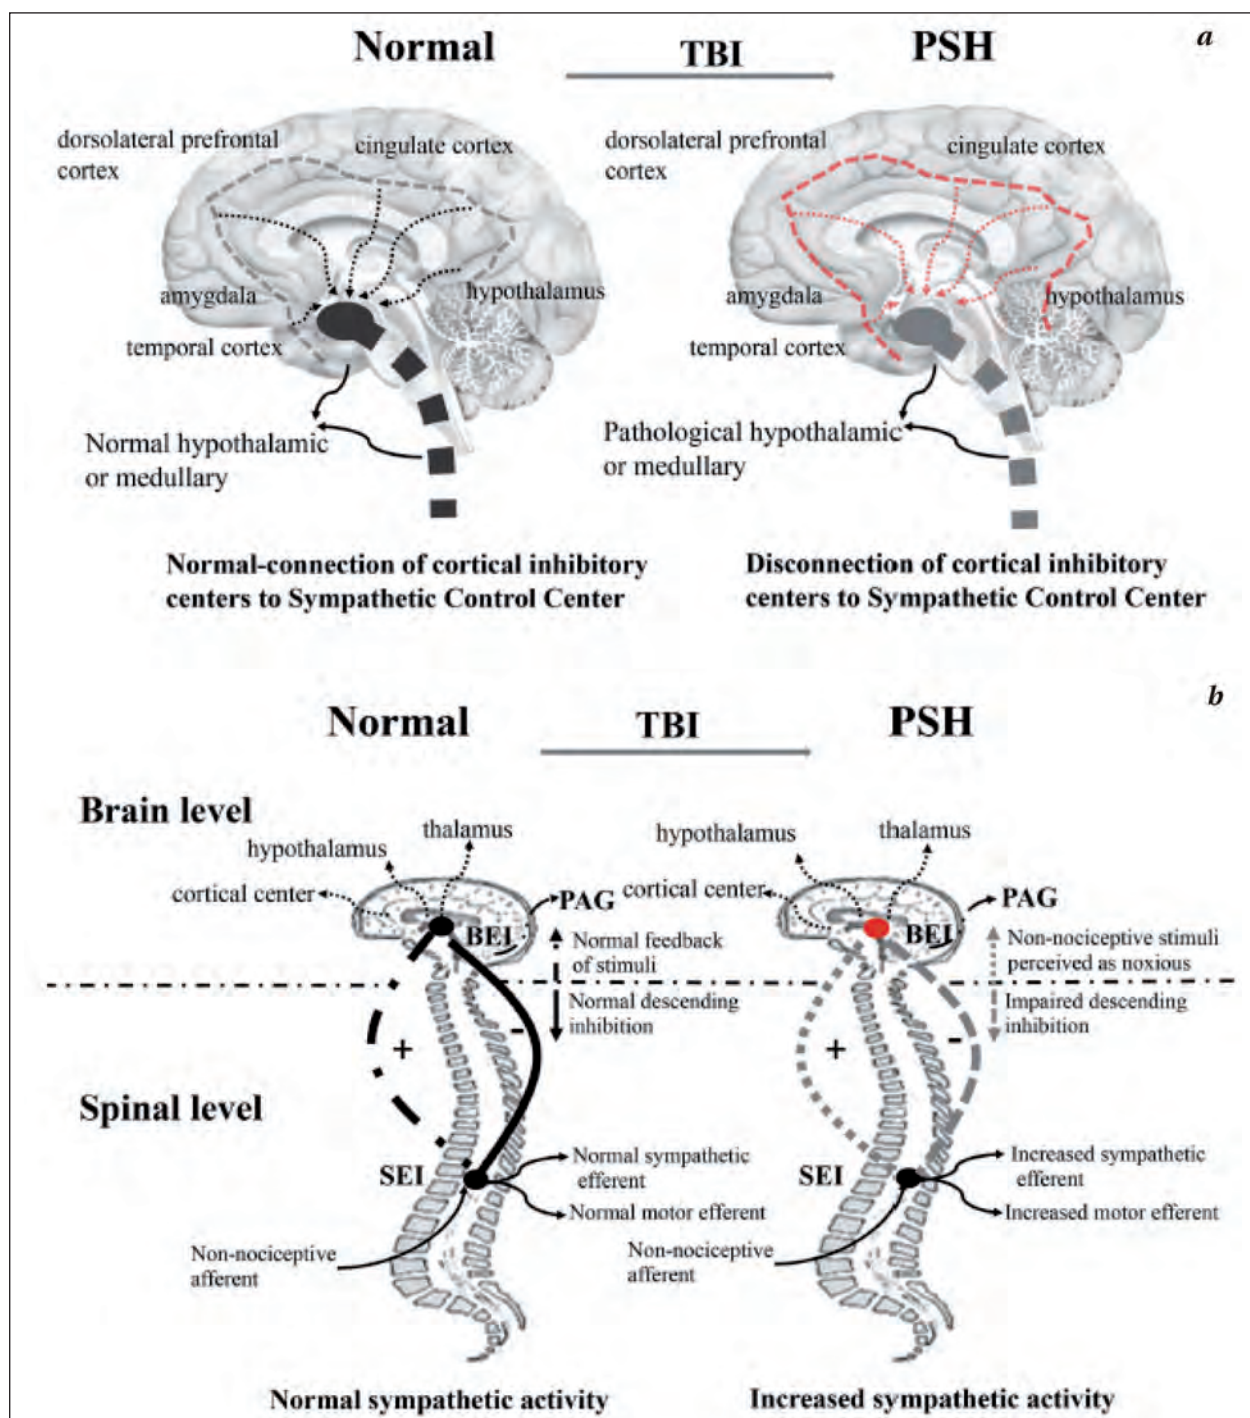 a
Normal
TBI
PSH
dorsolateral prefrontal
cortex
cingulate cortex
amygdala
hypothalamus
temporal cortex
Normal hypothalamic
or medullary
Normal-connection of cortical inhibitory
centers to Sympathetic Control Center
dorsolateral prefrontal
cortex
cingulate cortex
amygdala
hypothalamus
temporal cortex
Pathological hypothalamic
or medullary
Disconnection of cortical inhibitory
centers to Sympathetic Control Center
b
Normal
TBI
PSH
Brain level
thalamus
hypothalamus
cortical center
PAG
BEI
Normal feedback
of stimuli
Normal descending
inhibition
+
-
Spinal level
SEI
Normal sympathetic
efferent
Normal motor efferent
Non-nociceptive
afferent
Normal sympathetic activity
hypothalamus
thalamus
cortical center
PAG
BEI
Non-nociceptive stimuli
perceived as noxious
Impaired descending
inhibition
+
-
SEI
Increased sympathetic
efferent
Increased motor efferent
Non-nociceptive
afferent
Increased sympathetic activity